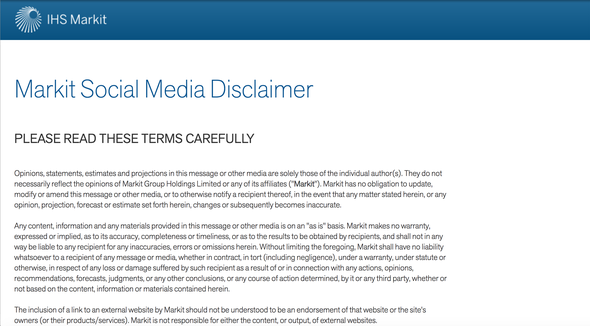 IHS Markit
Markit Social Media Disclaimer
PLEASE READ THESE TERMS CAREFULLY
Opinions, statements, estimates and projections in this message or other media are solely those of the individual author(s). They do not
necessarily reflect the opinions of Markit Group Holdings Limited or any of its affiliates ("Markit"). Markit has no obligation to update,
modify or amend this message or other media, or to otherwise notify a recipient thereof, in the event that any matter stated herein, or any
opinion, projection, forecast or estimate set forth herein, changes or subsequently becomes inaccurate.
Any content, information and any materials provided in this message or other media is on an "as is" basis. Markit makes no warranty,
expressed or implied, as to its accuracy, completeness or timeliness, or as to the results to be obtained by recipients, and shall not in any
way be liable to any recipient for any inaccuracies, errors or omissions herein. Without limiting the foregoing, Markit shall have no liability
whatsoever to a recipient of any message or media, whether in contract, in tort (including negligence), under a warranty, under statute or
otherwise, in respect of any loss or damage suffered by such recipient as a result of or in connection with any actions, opinions,
recommendations, forecasts, judgments, or any other conclusions, or any course of action determined, by it or any third party, whether or
not based on the content, information or materials contained herein.
The inclusion of a link to an external website by Markit should not be understood to be an endorsement of that website or the site's
owners (or their products/services). Markit is not responsible for either the content, or output, of external websites.